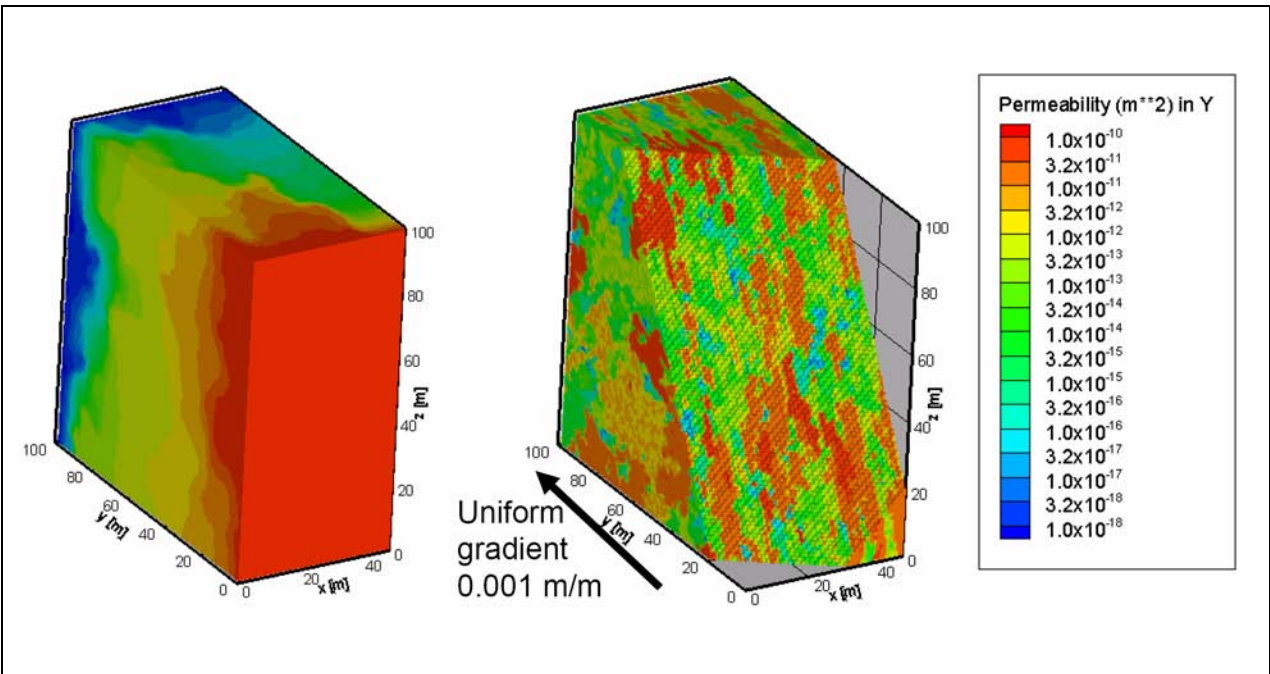 100
80
60
40
20
0
100
80
60
y [m]
40
20
0
0
20
x [m]
40
z [m]
100
80
60
40
20
0
100
80
60
y [m]
40
20
0
0
20
x [m]
40
z [m]
Uniform
gradient
0.001 m/m
Permeability (m**2) in Y
1.0x10⁻¹⁰
3.2x10⁻¹¹
1.0x10⁻¹¹
3.2x10⁻¹²
1.0x10⁻¹²
3.2x10⁻¹³
1.0x10⁻¹³
3.2x10⁻¹⁴
1.0x10⁻¹⁴
3.2x10⁻¹⁵
1.0x10⁻¹⁵
3.2x10⁻¹⁶
1.0x10⁻¹⁶
3.2x10⁻¹⁷
1.0x10⁻¹⁷
3.2x10⁻¹⁸
1.0x10⁻¹⁸